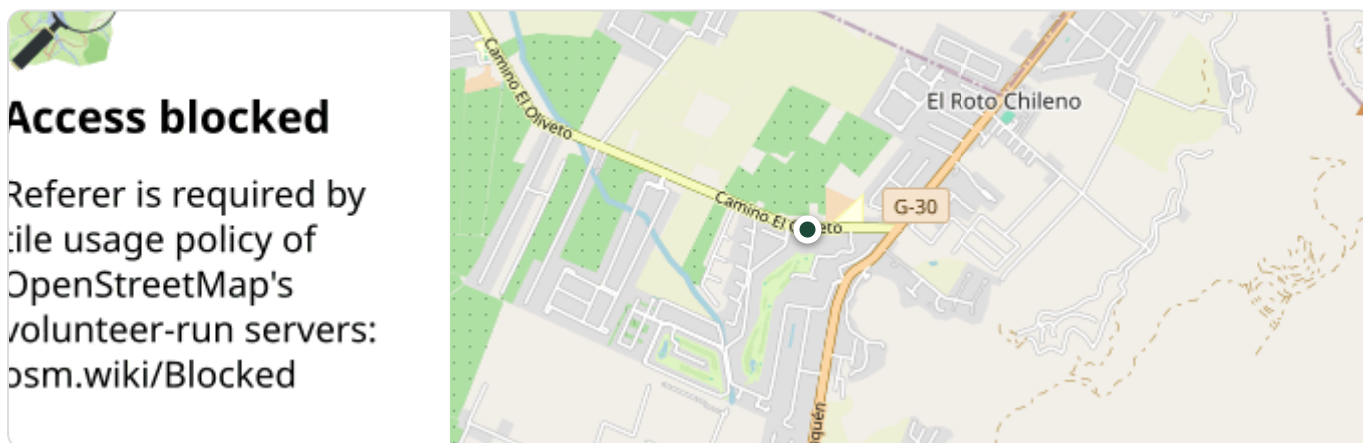 Access blocked
Referer is required by
tile usage policy of
OpenStreetMap's
volunteer-run servers:
osm.wiki/Blocked
Camino El Oliveto
El Roto Chileno
Camino El Oliveto
G-30